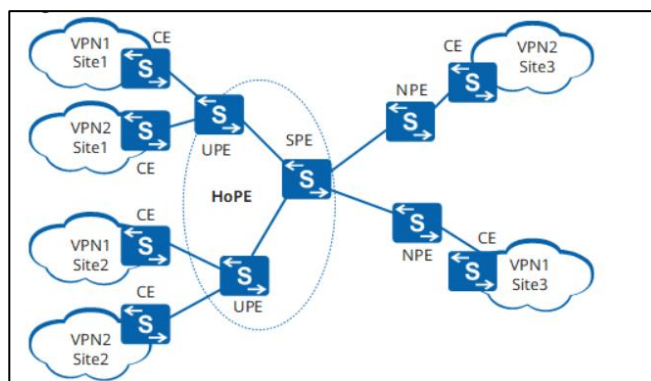 CE
VPN1
Site1
S
VPN2
Site1
S
CE
S
UPE
SPE
S
HoPE
NPE
S
CE
S
VPN2
Site3
CE
VPN1
Site2
S
CE
VPN2
Site2
S
S
UPE
S
NPE
CE
S
VPN1
Site3